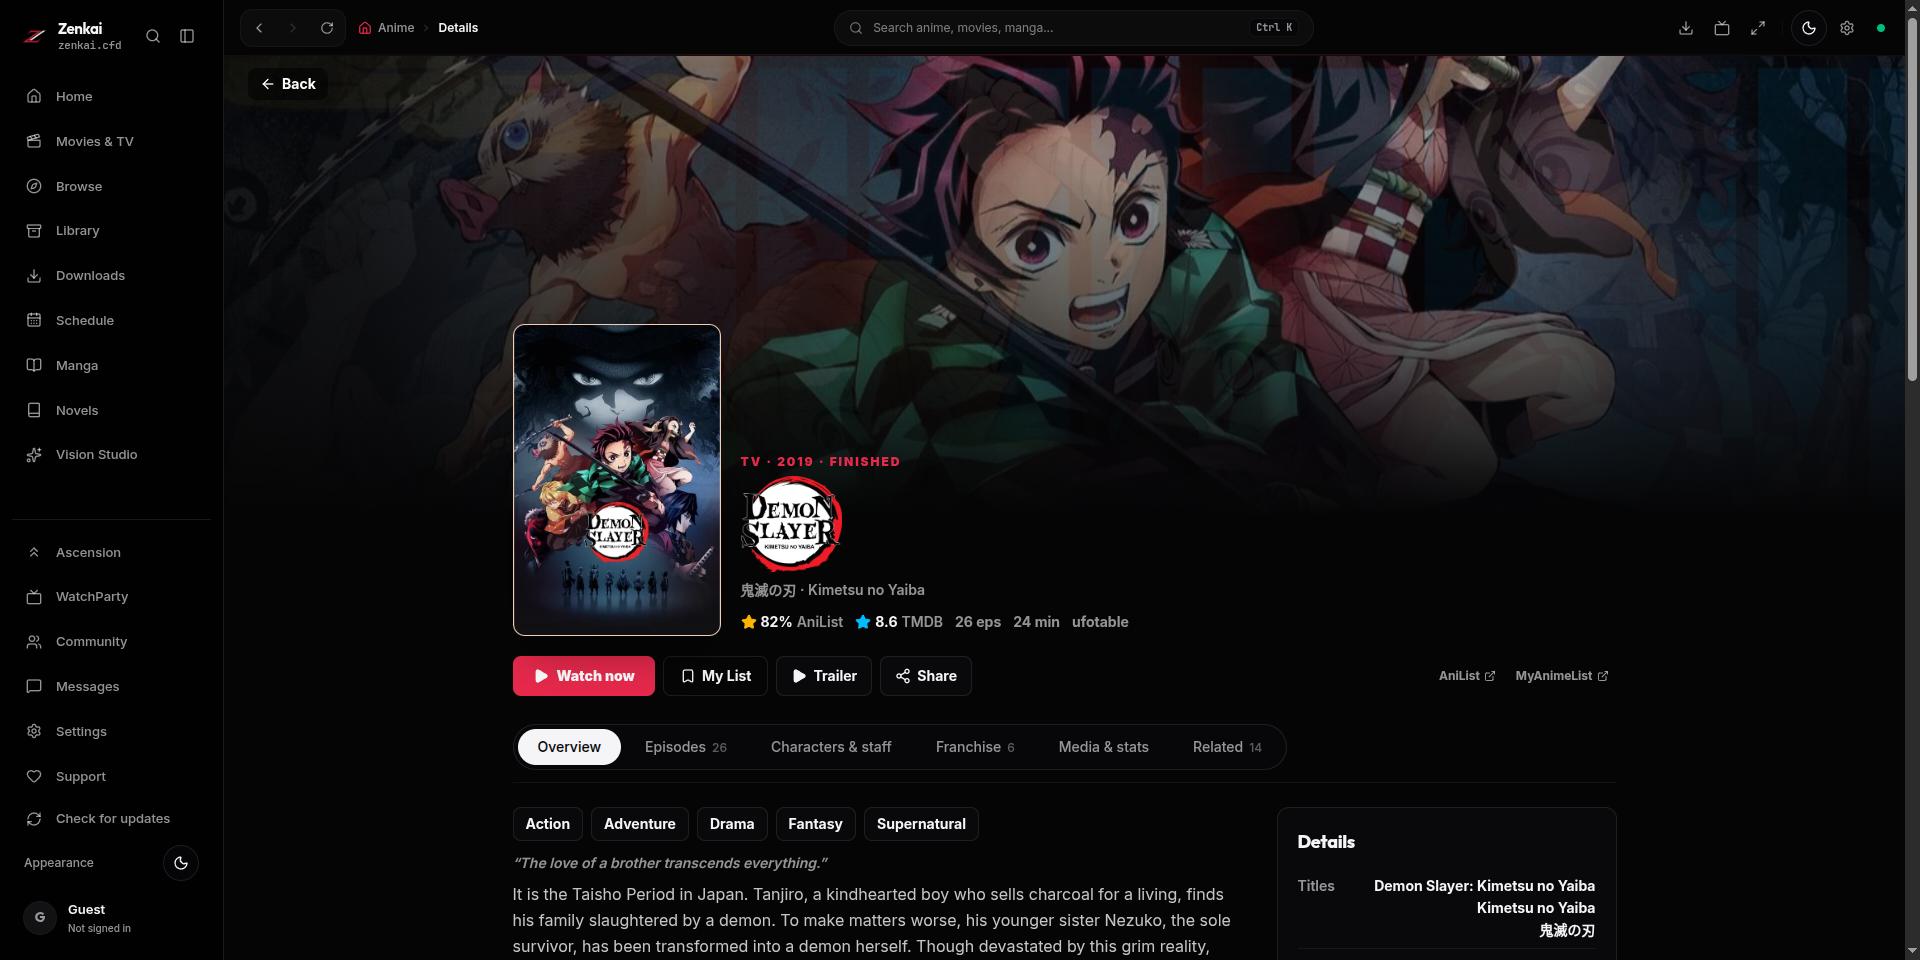 Zenkai
zenkai.cfd
Home
Movies & TV
Browse
Library
Downloads
Schedule
Manga
Novels
Vision Studio
Ascension
WatchParty
Community
Messages
Settings
Support
Check for updates
Appearance
G
Guest
Not signed in
Anime
Details
Search anime, movies, manga...
Ctrl K
Back
DEMON
SLAYER
KIMETSU NO YAIBA
TV · 2019 · FINISHED
DEMON
SLAYER
KIMETSU NO YAIBA
鬼滅の刃 · Kimetsu no Yaiba
82% AniList 8.6 TMDB 26 eps 24 min ufotable
Watch now
My List
Trailer
Share
AniList
MyAnimeList
Overview
Episodes 26
Characters & staff
Franchise 6
Media & stats
Related 14
Action
Adventure
Drama
Fantasy
Supernatural
“The love of a brother transcends everything.”
It is the Taisho Period in Japan. Tanjiro, a kindhearted boy who sells charcoal for a living, finds
his family slaughtered by a demon. To make matters worse, his younger sister Nezuko, the sole
survivor, has been transformed into a demon herself. Though devastated by this grim reality,
Details
Titles
Demon Slayer: Kimetsu no Yaiba
Kimetsu no Yaiba
鬼滅の刃